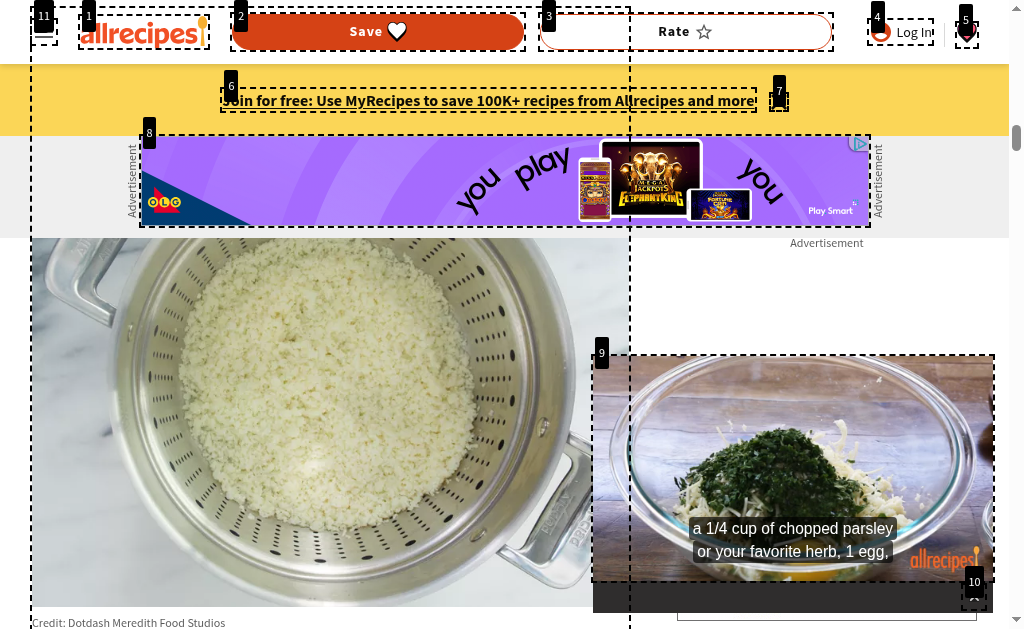 11
1
2
3
4
5
allrecipes
Save
Rate
Log In
6
7
Join for free: Use MyRecipes to save 100K+ recipes from Allrecipes and more
8
Advertisement
OLG
you play
MEGA
JACKPOTS
ELEPHANT KING
FORTUNE
COIN
you
Play Smart
Advertisement
Advertisement
9
a 1/4 cup of chopped parsley
or your favorite herb, 1 egg,
allrecipes
10
Credit: Dotdash Meredith Food Studios